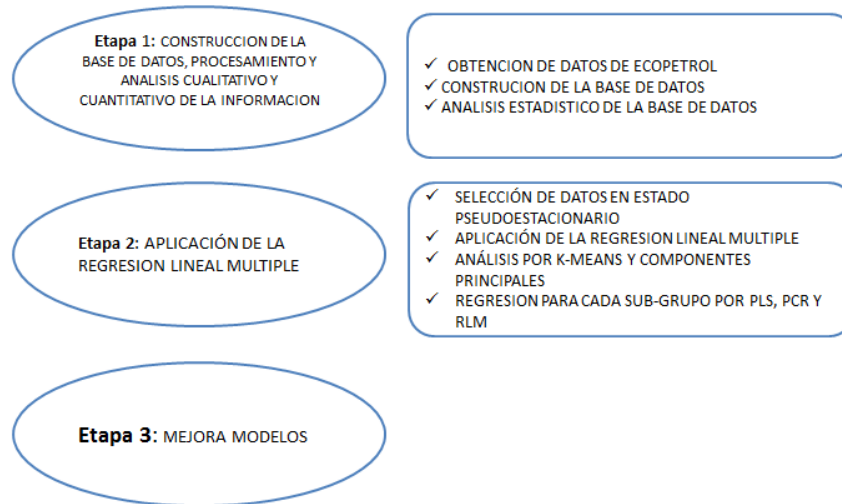 Etapa 1: CONSTRUCCION DE LA
BASE DE DATOS, PROCESAMIENTO Y
ANALISIS CUALITATIVO Y
CUANTITATIVO DE LA INFORMACION
✓ OBTENCION DE DATOS DE ECOPETROL
✓ CONSTRUCION DE LA BASE DE DATOS
✓ ANALISIS ESTADISTICO DE LA BASE DE DATOS
Etapa 2: APLICACIÓN DE LA
REGRESION LINEAL MULTIPLE
✓ SELECCIÓN DE DATOS EN ESTADO
PSEUDOESTACIONARIO
✓ APLICACIÓN DE LA REGRESION LINEAL MULTIPLE
✓ ANÁLISIS POR K-MEANS Y COMPONENTES
PRINCIPALES
✓ REGRESION PARA CADA SUB-GRUPO POR PLS, PCR Y
RLM
Etapa 3: MEJORA MODELOS